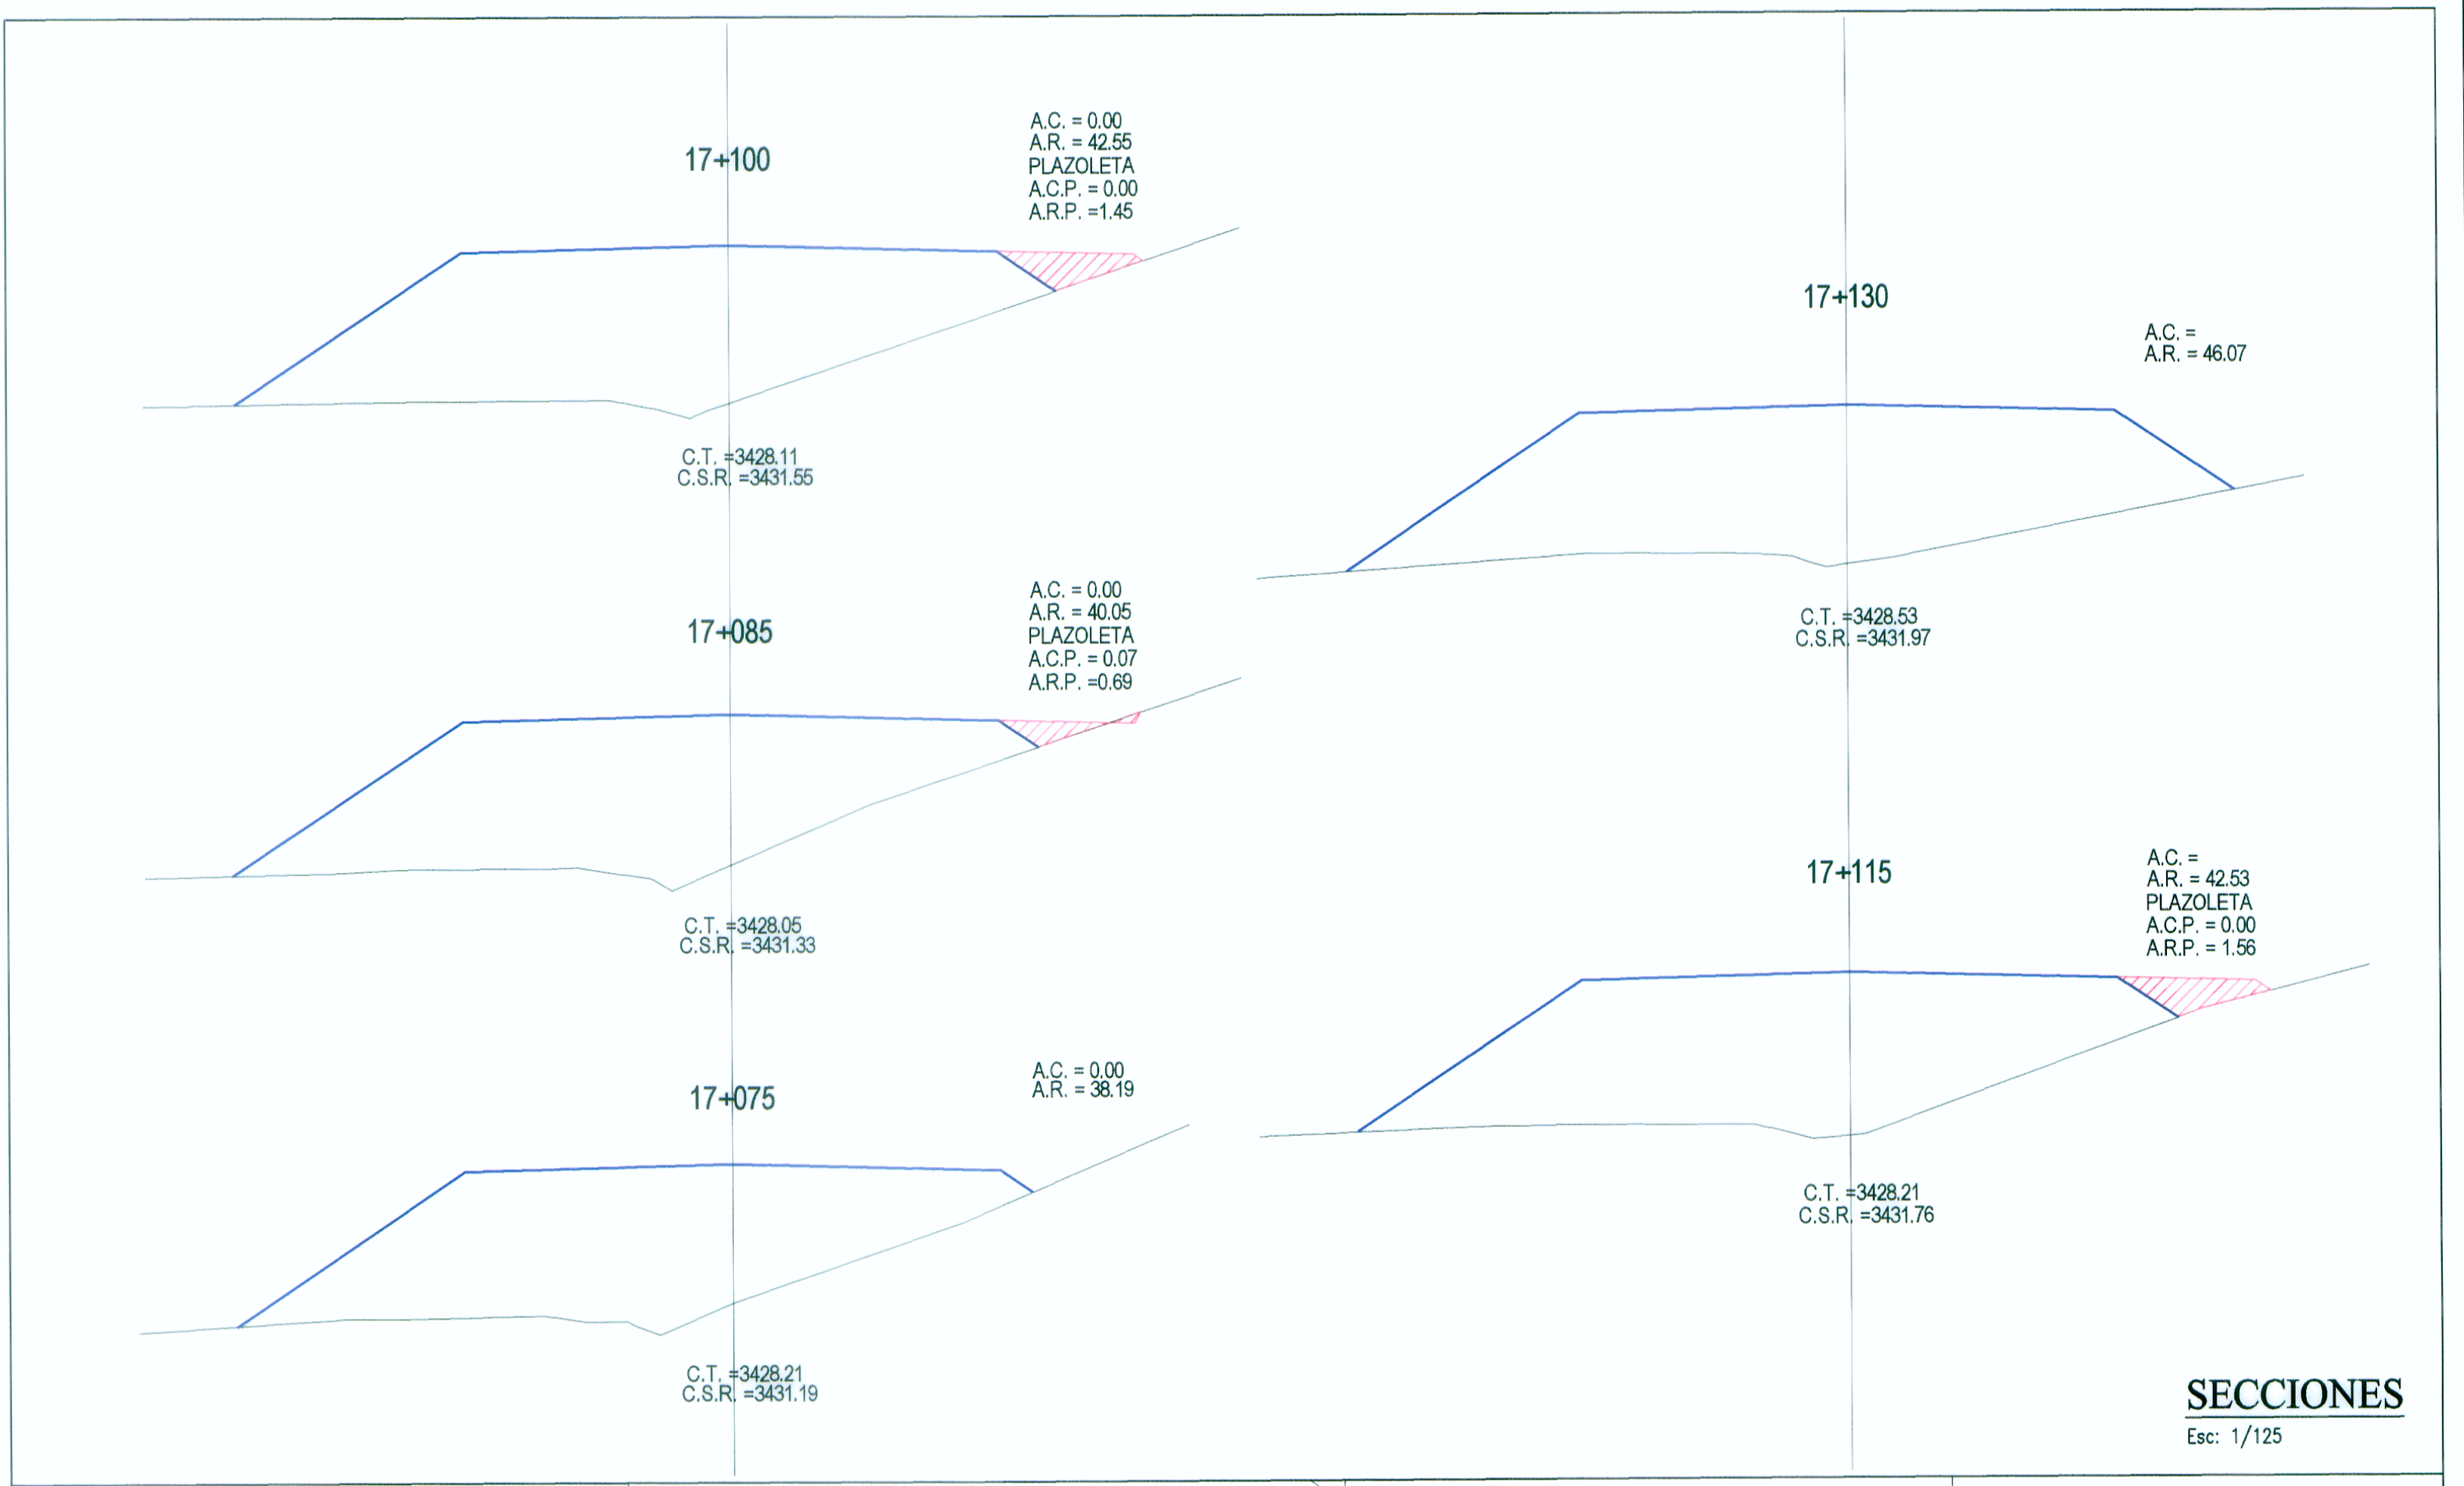 17+100
A.C. = 0.00
A.R. = 42.55
PLAZOLETA
A.C.P. = 0.00
A.R.P. =1.45
C.T. =3428.11
C.S.R. =3431.55
17+085
A.C. = 0.00
A.R. = 40.05
PLAZOLETA
A.C.P. = 0.07
A.R.P. =0.69
C.T. =3428.05
C.S.R. =3431.33
17+075
A.C. = 0.00
A.R. = 38.19
C.T. =3428.21
C.S.R. =3431.19
17+130
A.C. =
A.R. = 46.07
C.T. =3428.53
C.S.R. =3431.97
17+115
A.C. =
A.R. = 42.53
PLAZOLETA
A.C.P. = 0.00
A.R.P. = 1.56
C.T. =3428.21
C.S.R. =3431.76
SECCIONES
Esc: 1/125